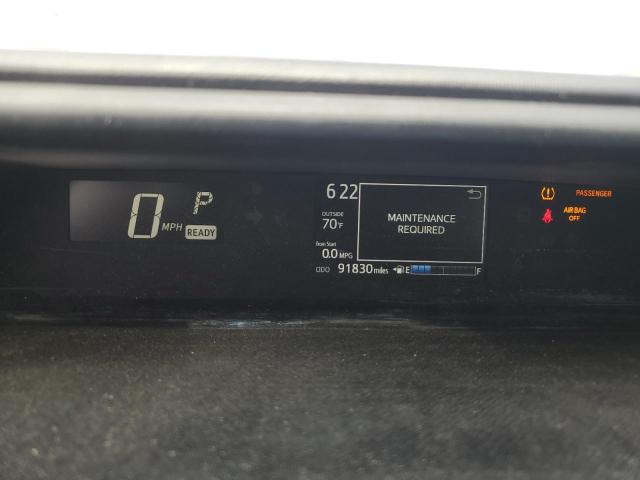 0 MPH P
READY
6 22
OUTSIDE
70°F
from Start
0.0 MPG
ODO 91830 miles E F
MAINTENANCE
REQUIRED
PASSENGER
AIR BAG
OFF